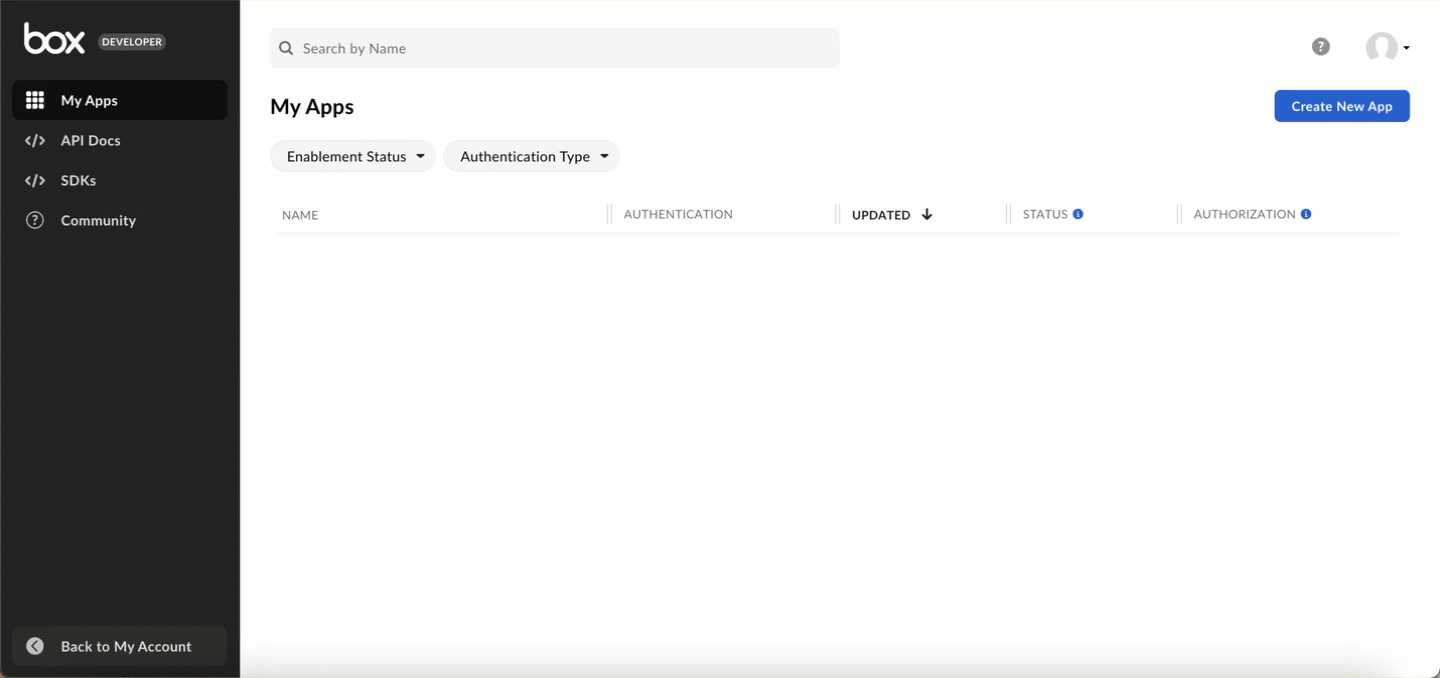 box DEVELOPER
My Apps
API Docs
SDKs
Community
Back to My Account
Search by Name
?
My Apps
Create New App
Enablement Status Authentication Type
NAME AUTHENTICATION UPDATED STATUS AUTHORIZATION